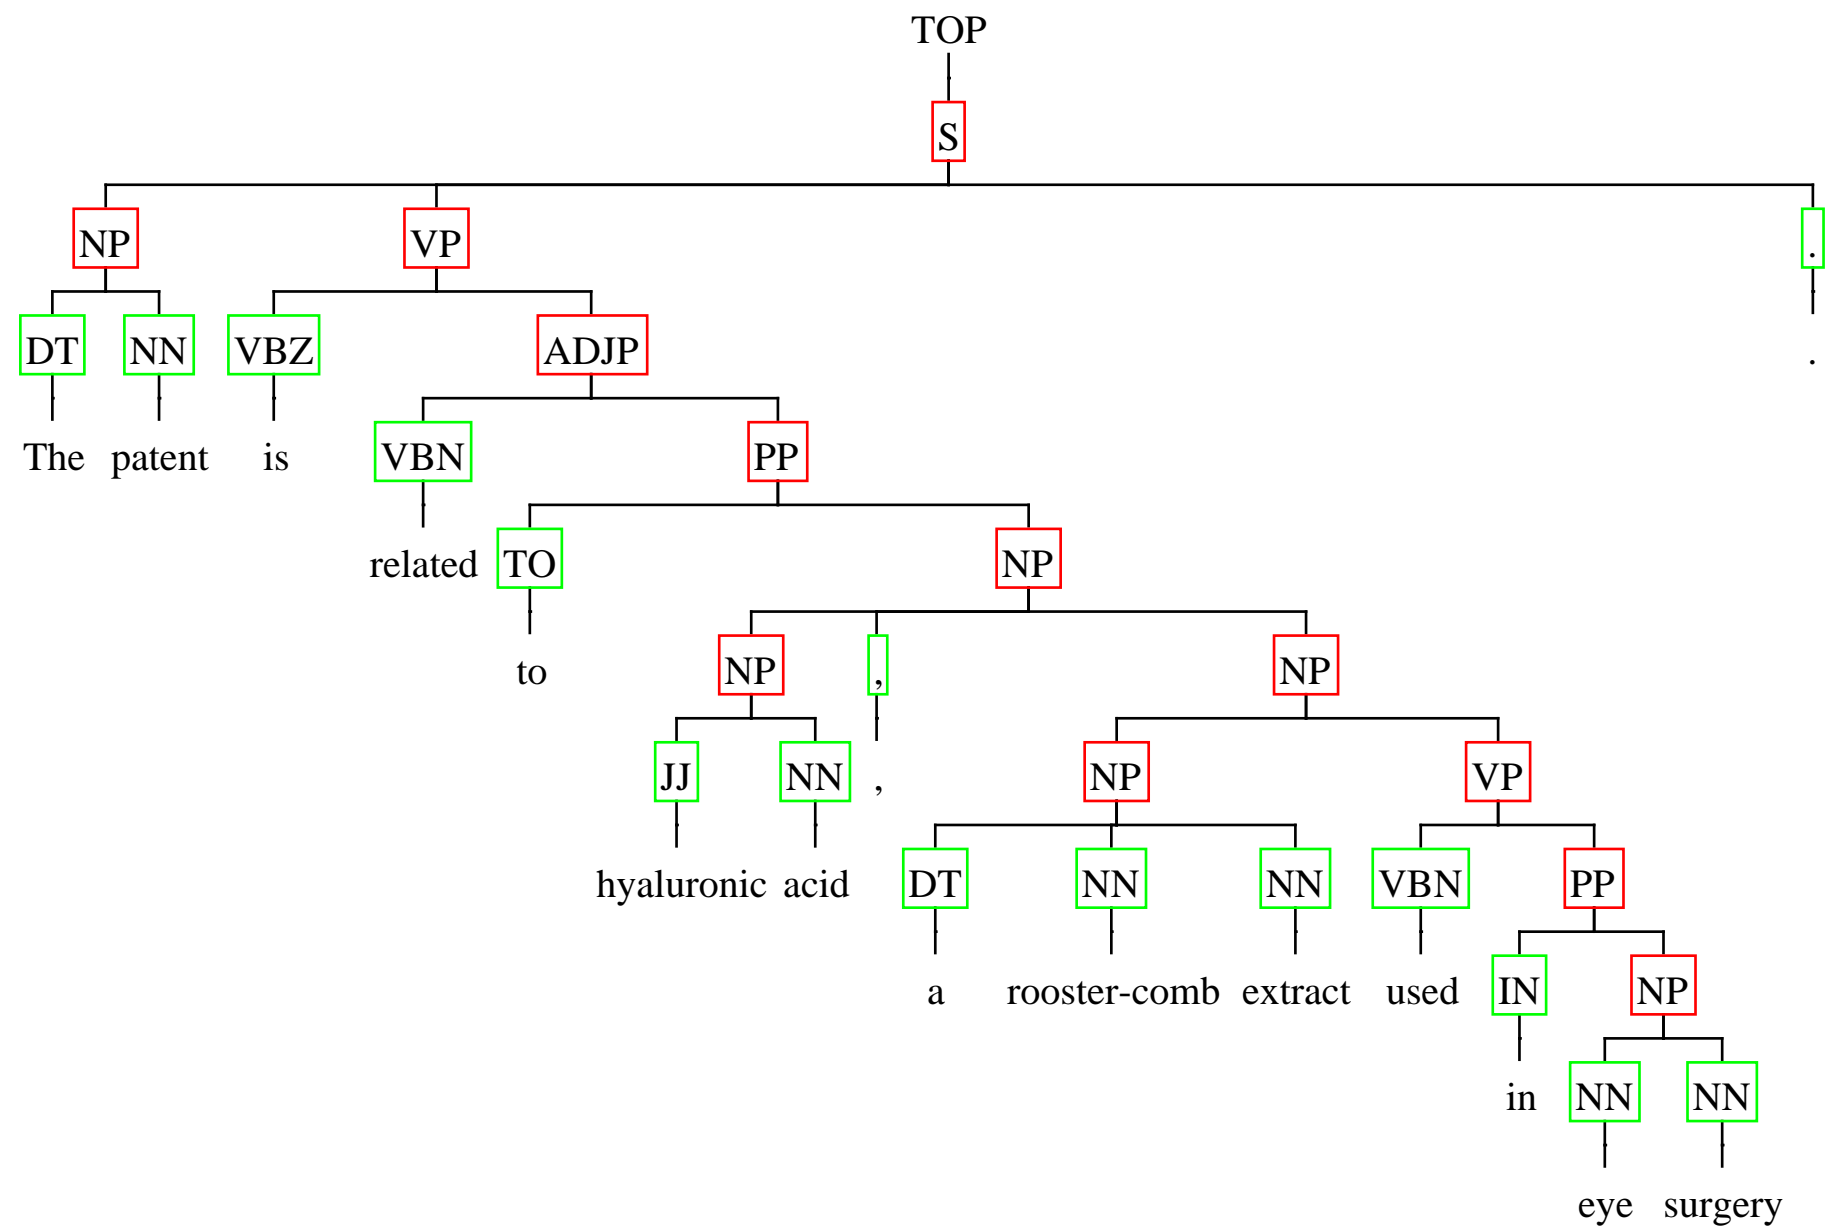 TOP
S
NP VP .
DT NN VBZ ADJP .
The patent is VBN PP
related TO NP
to NP , NP
JJ NN , NP VP
hyaluronic acid DT NN NN VBN PP
a rooster-comb extract used IN NP
in NN NN
eye surgery